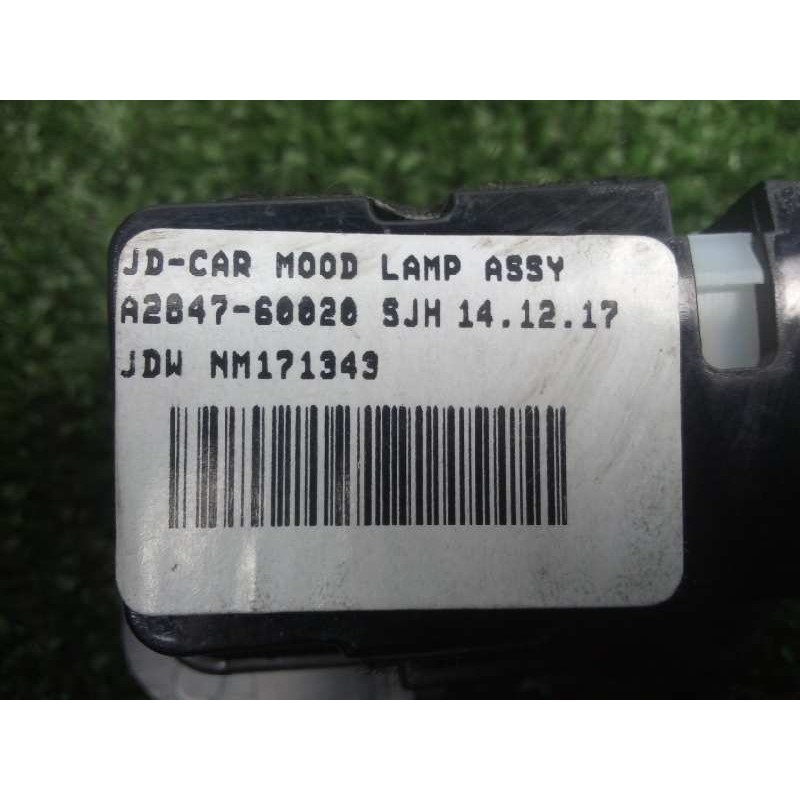 JD-CAR MOOD LAMP ASSY
A2847-60020 SJH 14.12.17
JDW NM171343